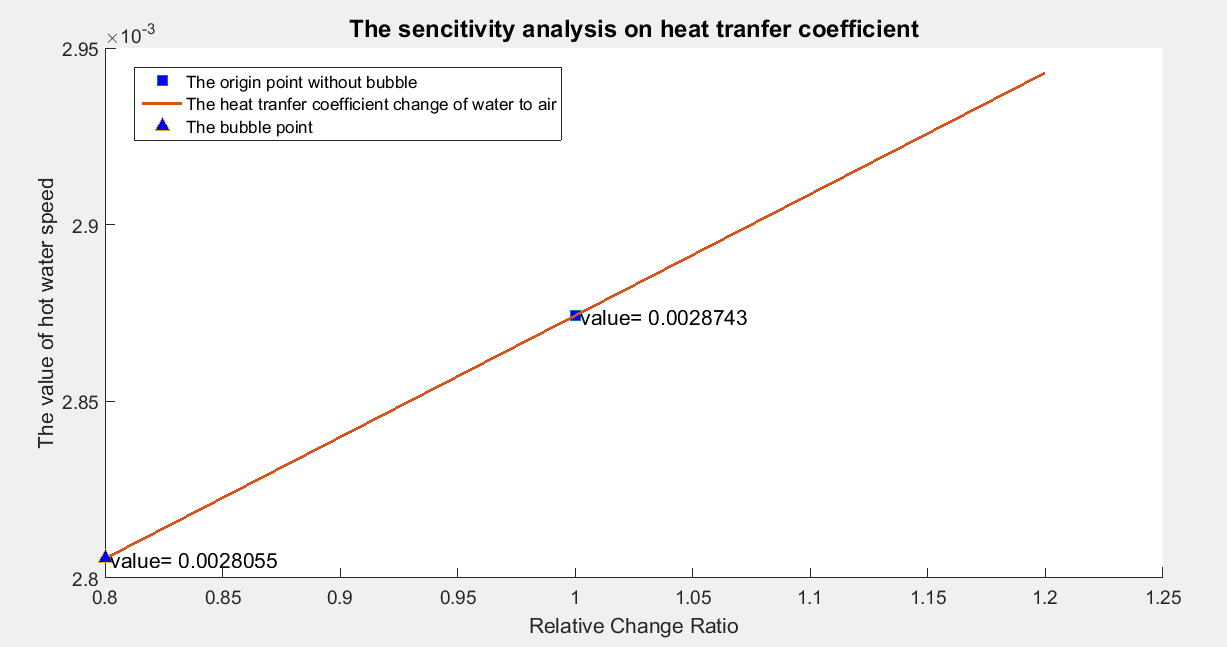 The sencitivity analysis on heat tranfer coefficient
×10-3
2.95
2.9
2.85
2.8
The value of hot water speed
The origin point without bubble
The heat tranfer coefficient change of water to air
The bubble point
value= 0.0028743
value= 0.0028055
0.8 0.85 0.9 0.95 1 1.05 1.1 1.15 1.2 1.25
Relative Change Ratio